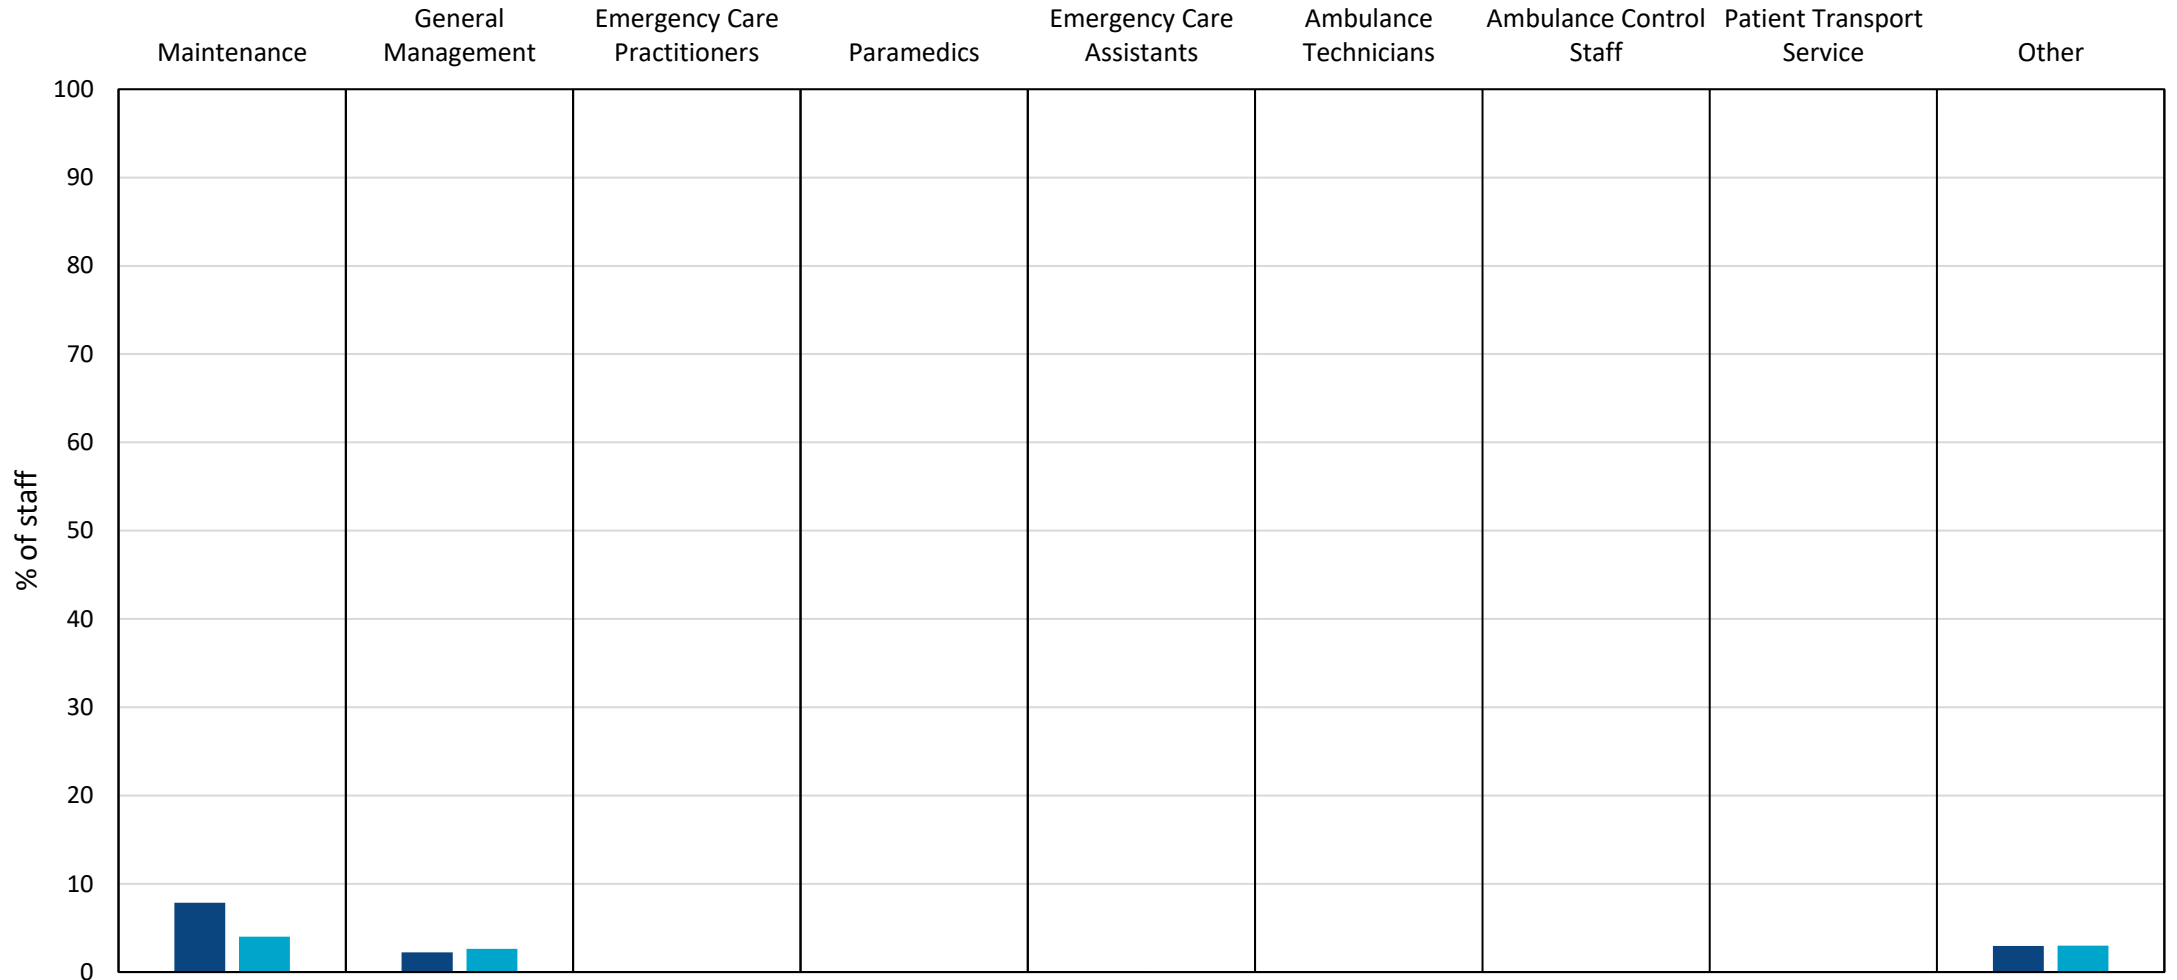 Maintenance
General
Management
Emergency Care
Practitioners
Paramedics
Emergency Care
Assistants
Ambulance
Technicians
Ambulance Control
Staff
Patient Transport
Service
Other
100
90
80
70
60
50
40
30
20
10
0
% of staff